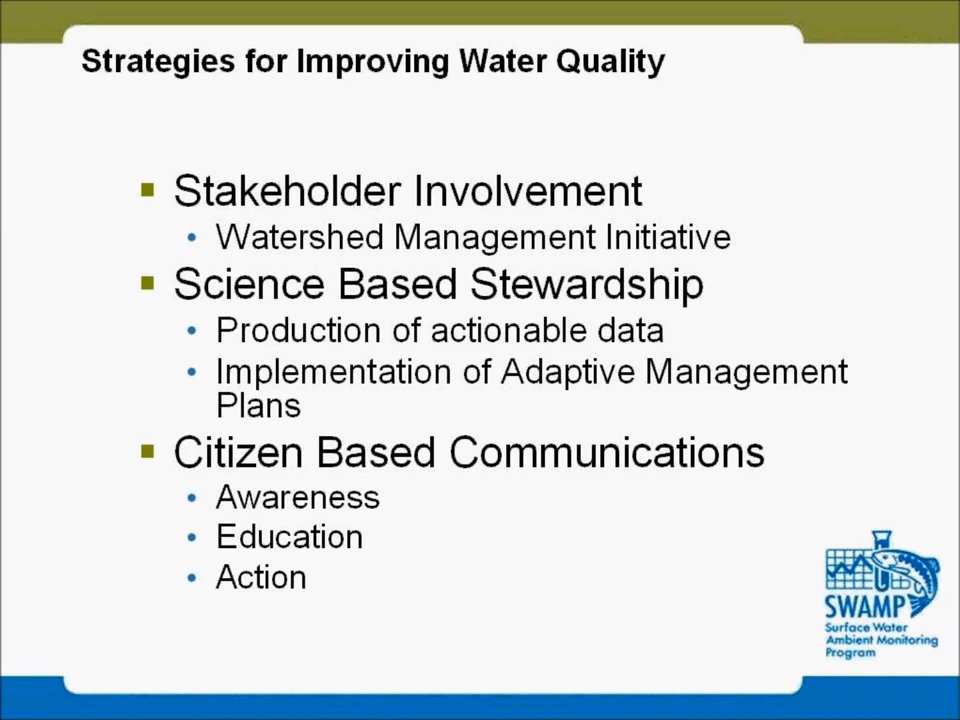 Strategies for Improving Water Quality
Stakeholder Involvement
Watershed Management Initiative
Science Based Stewardship
Production of actionable data
Implementation of Adaptive Management
Plans
Citizen Based Communications
Awareness
Education
Action
SWAMP
Surface Water
Ambient Monitoring
Program